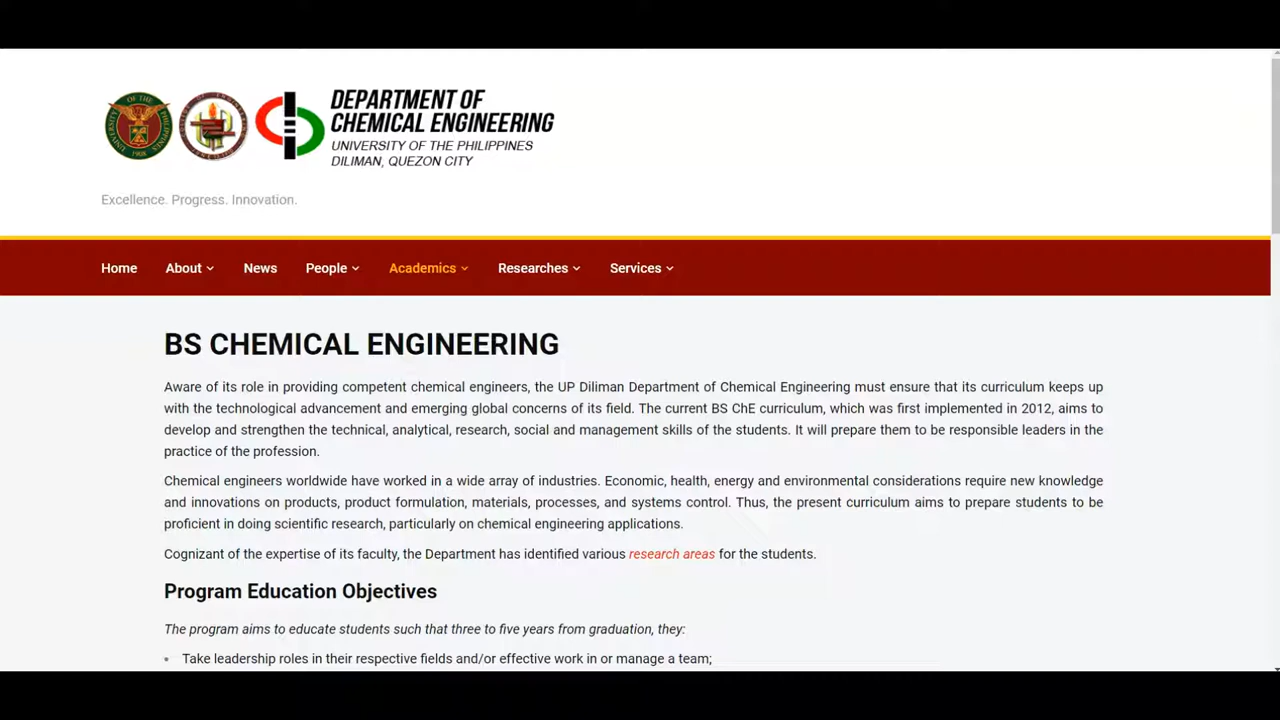 DEPARTMENT OF
CHEMICAL ENGINEERING
UNIVERSITY OF THE PHILIPPINES
DILIMAN, QUEZON CITY
Excellence. Progress. Innovation.
Home About News People Academics Researches Services
BS CHEMICAL ENGINEERING
Aware of its role in providing competent chemical engineers, the UP Diliman Department of Chemical Engineering must ensure that its curriculum keeps up
with the technological advancement and emerging global concerns of its field. The current BS ChE curriculum, which was first implemented in 2012, aims to
develop and strengthen the technical, analytical, research, social and management skills of the students. It will prepare them to be responsible leaders in the
practice of the profession.
Chemical engineers worldwide have worked in a wide array of industries. Economic, health, energy and environmental considerations require new knowledge
and innovations on products, product formulation, materials, processes, and systems control. Thus, the present curriculum aims to prepare students to be
proficient in doing scientific research, particularly on chemical engineering applications.
Cognizant of the expertise of its faculty, the Department has identified various research areas for the students.
Program Education Objectives
The program aims to educate students such that three to five years from graduation, they:
Take leadership roles in their respective fields and/or effective work in or manage a team;